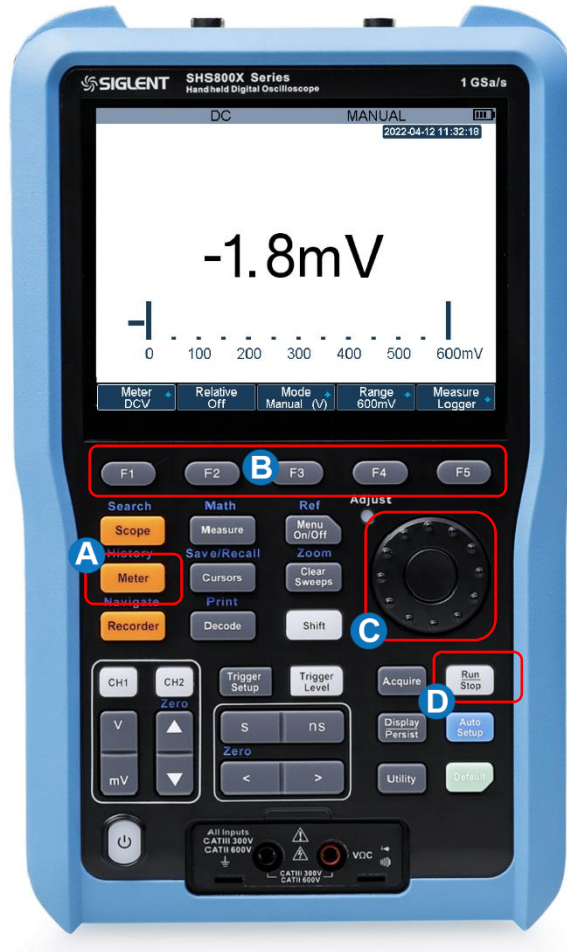 SIGLENT SHS800X Series 1 GSa/s
Handheld Digital Oscilloscope
DC MANUAL
2022-04-12 11:32:18
-1.8mV
0 100 200 300 400 500 600mV
Meter Relative Mode Range Measure
DCV Off Manual (V) 600mV Logger
B
F1 F2 F3 F4 F5
Search Math Ref Adjust
Scope Measure Menu
On/Off
A
History Save/Recall Zoom
Meter Cursors Clear
Sweeps
Navigate Print
Recorder Decode Shift
C
CH1 CH2 Trigger
Setup Trigger
Level Acquire Run
Stop
D
Zero
V s ns Display
Persist Auto
Setup
Zero
mV < > Utility Default
All Inputs
CATIII 300V
CATII 600V
VΩC
CATIII 300V
CATII 600V